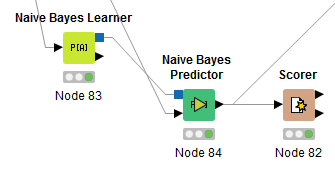 Naive Bayes Learner
P[A]
Node 83
Naive Bayes
Predictor
Node 84
Scorer
Node 82